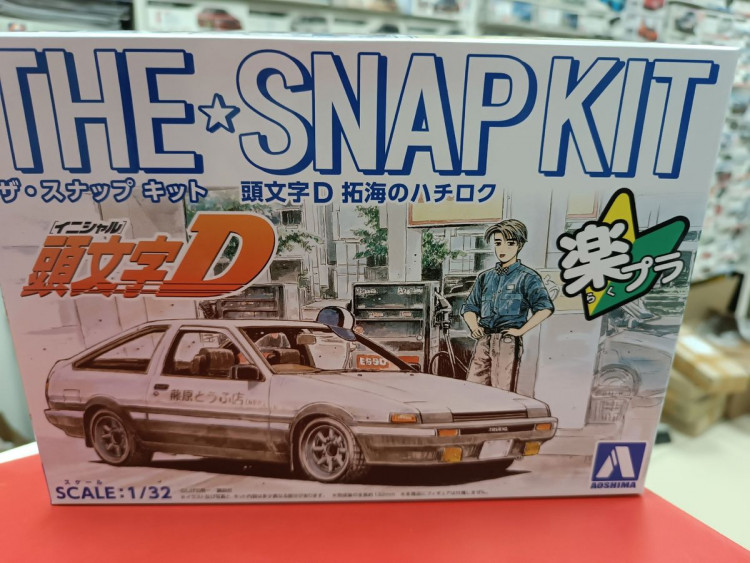 THE★SNAP KIT
ザ・スナップ キット 頭文字D 拓海のハチロク
イニシャル
頭文字D
楽プラ
らく
藤原とうふ店
スケール
SCALE:1/32
AOSHIMA